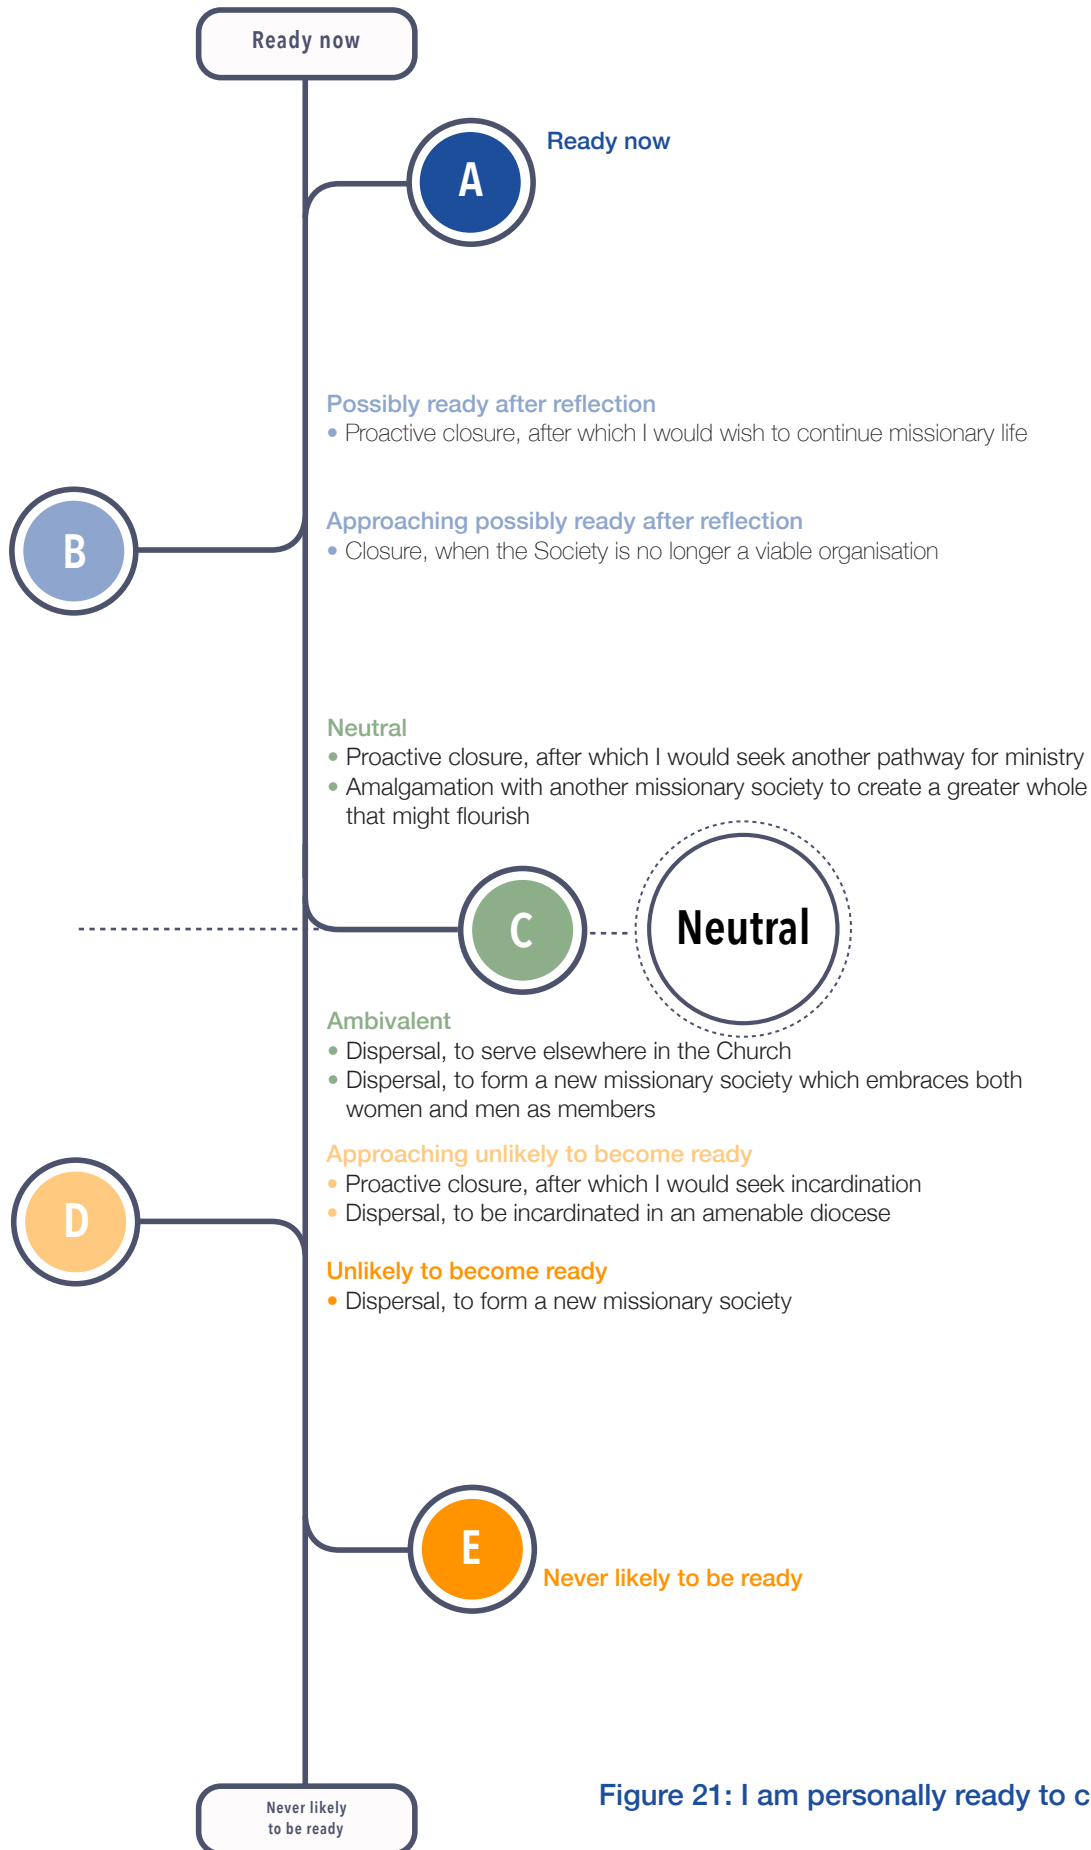 Ready now
A
Ready now
Possibly ready after reflection
• Proactive closure, after which I would wish to continue missionary life
B
Approaching possibly ready after reflection
• Closure, when the Society is no longer a viable organisation
Neutral
• Proactive closure, after which I would seek another pathway for ministry
• Amalgamation with another missionary society to create a greater whole
that might flourish
C
Neutral
Ambivalent
• Dispersal, to serve elsewhere in the Church
• Dispersal, to form a new missionary society which embraces both
women and men as members
Approaching unlikely to become ready
• Proactive closure, after which I would seek incardination
• Dispersal, to be incardinated in an amenable diocese
D
Unlikely to become ready
• Dispersal, to form a new missionary society
E
Never likely to be ready
Figure 21: I am personally ready to c
Never likely
to be ready